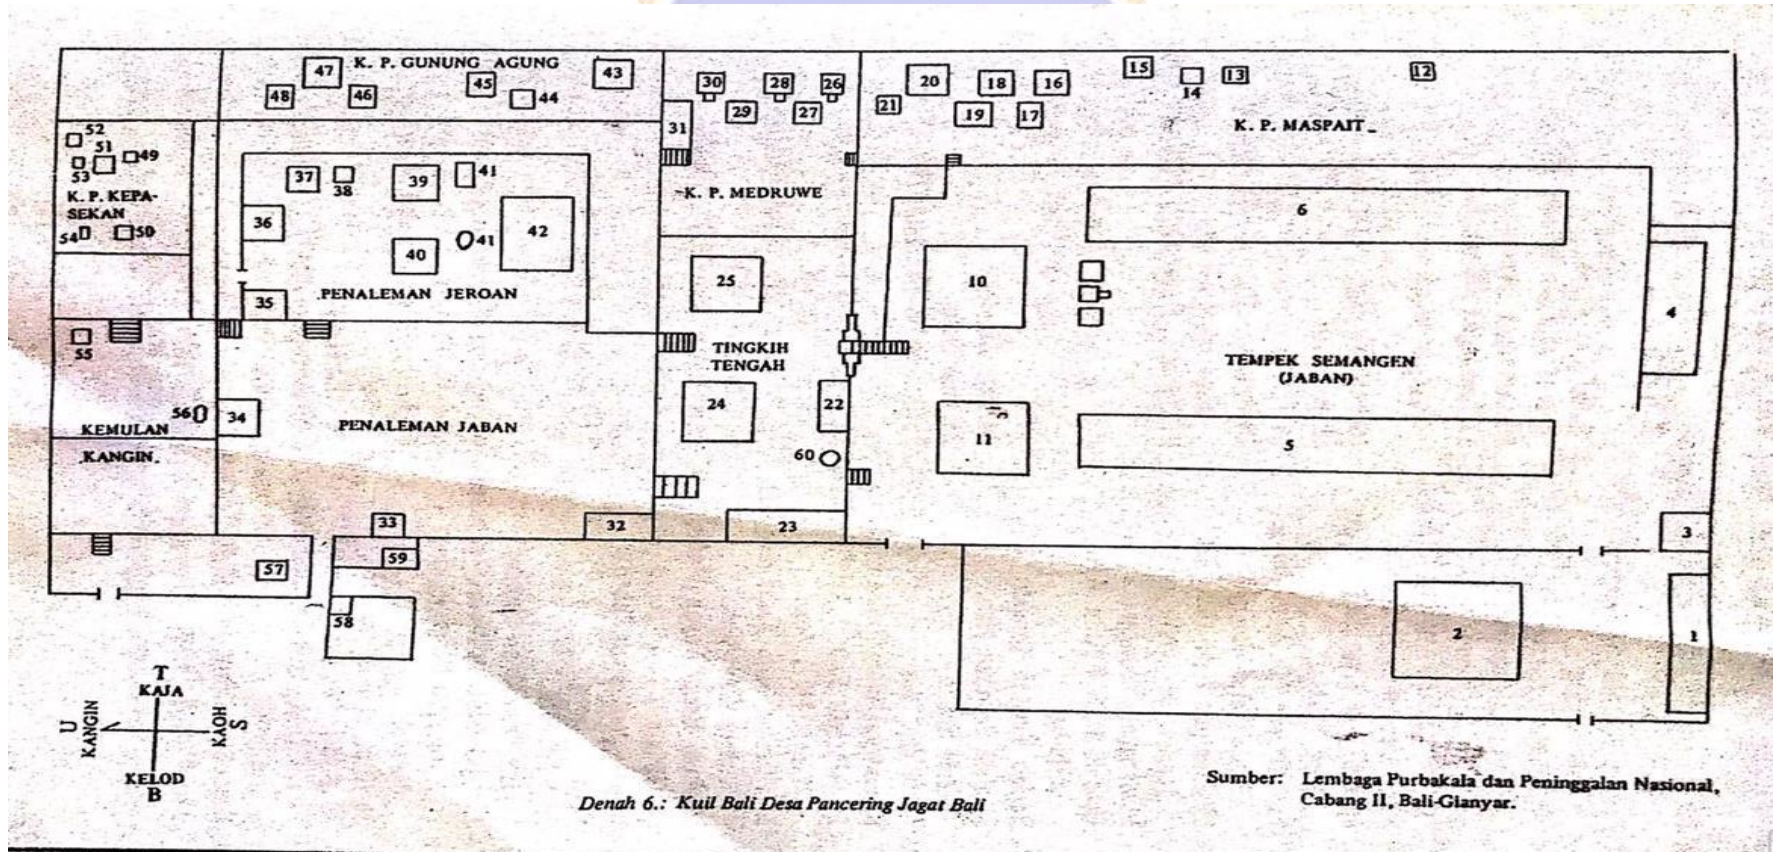 47
K. P. GUNUNG AGUNG
45
43
48
46
44
30
28
26
29
27
31
20
18
16
15
14
13
12
21
19
17
K. P. MASPAIT
52
51
49
53
K. P. KEPA-
SEKAN
54
50
37
38
39
41
36
40
41
42
35
PENALEMAN JEROAN
K. P. MEDRUWE
6
25
10
4
55
TINGKIH
TENGAH
TEMPEK SEMANGEN
(JABAN)
56
34
KEMULAN
KANGIN
PENALEMAN JABAN
24
22
60
11
5
33
32
23
3
57
59
58
2
1
T
KAJA
U
KANGIN
KAOH
S
KELOD
B
Denah 6.: Kuil Bali Desa Pancering Jagat Bali
Sumber: Lembaga Purbakala dan Peninggalan Nasional,
Cabang II, Bali-Gianyar.